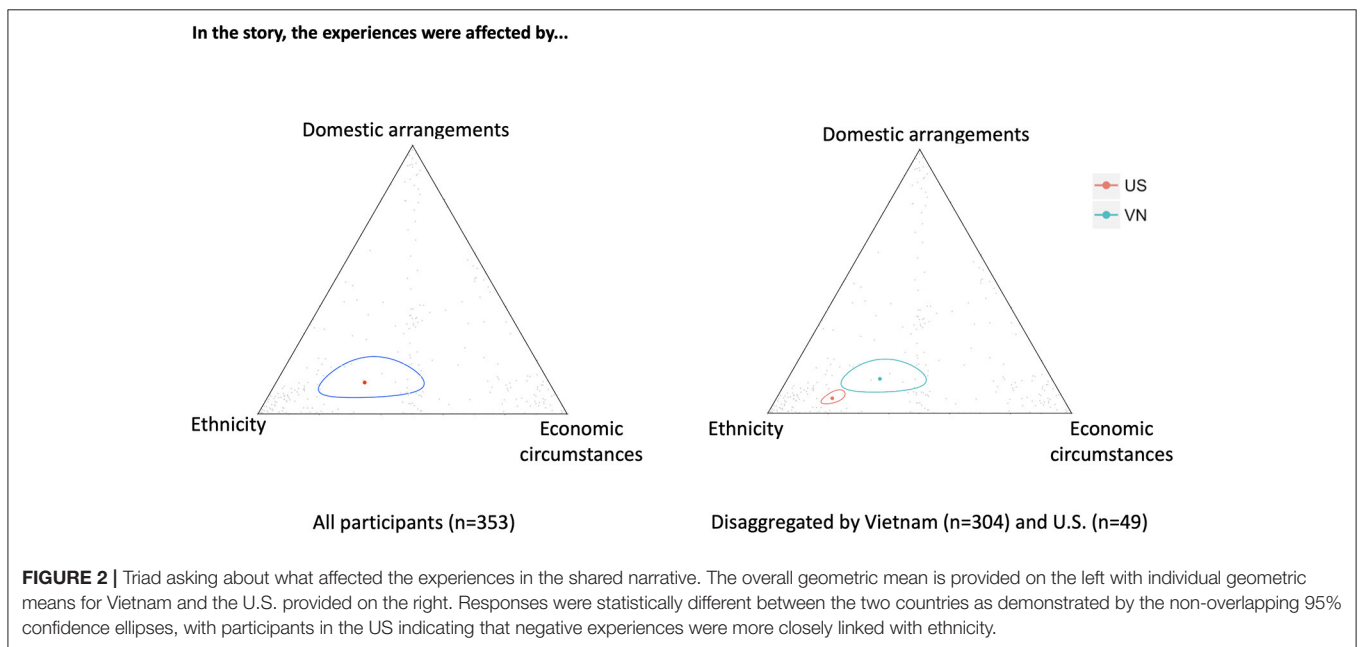 In the story, the experiences were affected by...
Domestic arrangements
Ethnicity
Economic
circumstances
All participants (n=353)
Domestic arrangements
US
VN
Ethnicity
Economic
circumstances
Disaggregated by Vietnam (n=304) and U.S. (n=49)
FIGURE 2 | Triad asking about what affected the experiences in the shared narrative. The overall geometric mean is provided on the left with individual geometric
means for Vietnam and the U.S. provided on the right. Responses were statistically different between the two countries as demonstrated by the non-overlapping 95%
confidence ellipses, with participants in the US indicating that negative experiences were more closely linked with ethnicity.